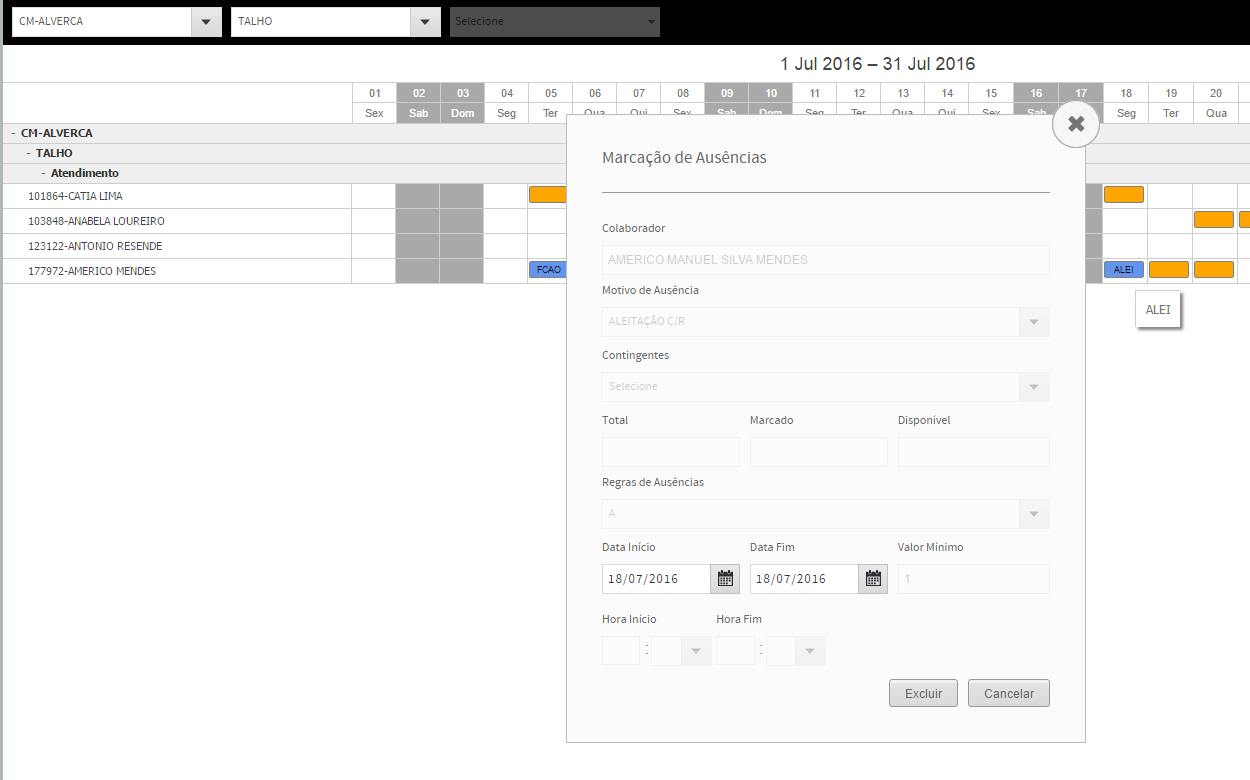 CM-ALVERCA TALHO Selecione
1 Jul 2016 – 31 Jul 2016
01 02 03 04 05 06 07 08 09 10 11 12 13 14 15 16 17 18 19 20
Sex Sab Dom Seg Ter Qua Qui Sex Sab Dom Seg Ter Qua Qui Sex Sab Seg Ter Qua
- CM-ALVERCA
- TALHO
- Atendimento
101864-CATIA LIMA
103848-ANABELA LOUREIRO
123122-ANTONIO RESENDE
177972-AMERICO MENDES FCAO ALEI
ALEI
Marcação de Ausências
Colaborador
AMERICO MANUEL SILVA MENDES
Motivo de Ausência
ALEITAÇÃO C/R
Contingentes
Selecione
Total Marcado Disponível
Regras de Ausências
A
Data Início Data Fim Valor Mínimo
18/07/2016 18/07/2016 1
Hora Início Hora Fim
: :
Excluir Cancelar